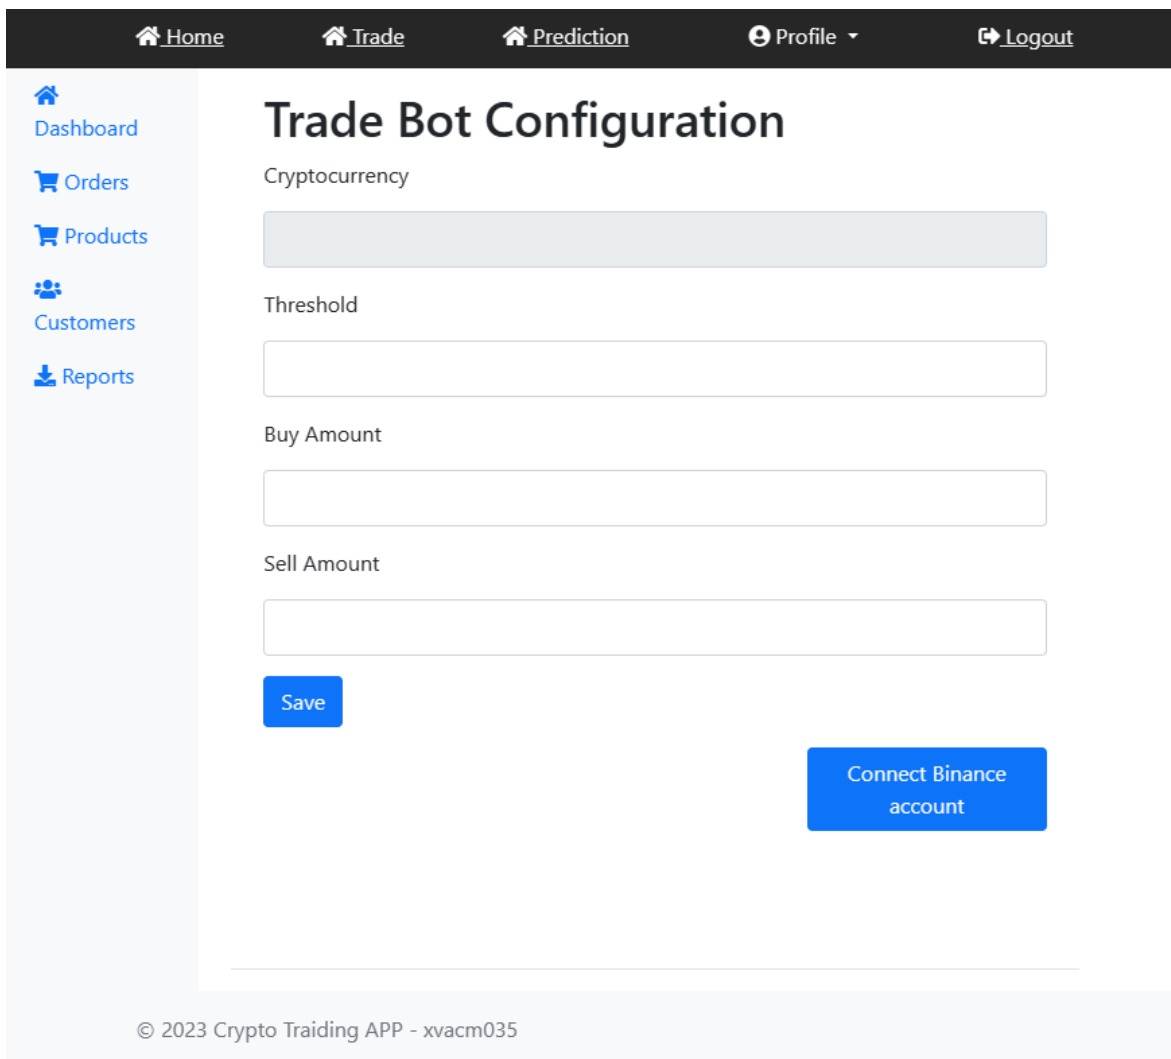 Home Trade Prediction Profile Logout
Dashboard
Orders
Products
Customers
Reports
Trade Bot Configuration
Cryptocurrency
Threshold
Buy Amount
Sell Amount
Save
Connect Binance
account
© 2023 Crypto Traiding APP - xvacm035